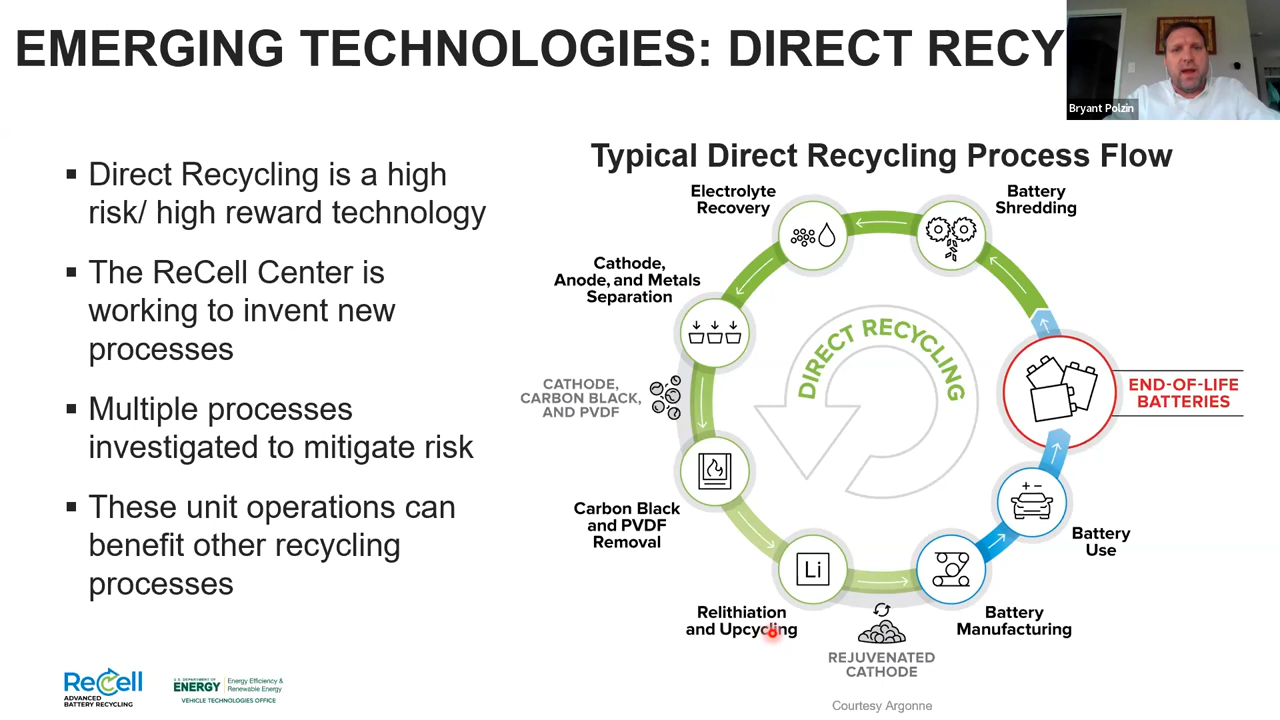 EMERGING TECHNOLOGIES: DIRECT RECY
Bryant Polzin
▪ Direct Recycling is a high
risk/ high reward technology
▪ The ReCell Center is
working to invent new
processes
▪ Multiple processes
investigated to mitigate risk
▪ These unit operations can
benefit other recycling
processes
Typical Direct Recycling Process Flow
Electrolyte
Recovery
Battery
Shredding
Cathode,
Anode, and Metals
Separation
DIRECT RECYCLING
CATHODE,
CARBON BLACK,
AND PVDF
END-OF-LIFE
BATTERIES
Carbon Black
and PVDF
Removal
+ −
Battery
Use
Li
Relithiation
and Upcycling
Battery
Manufacturing
REJUVENATED
CATHODE
Courtesy Argonne
ReCell
ADVANCED
BATTERY RECYCLING
U.S. DEPARTMENT OF
ENERGY
Energy Efficiency &
Renewable Energy
VEHICLE TECHNOLOGIES OFFICE